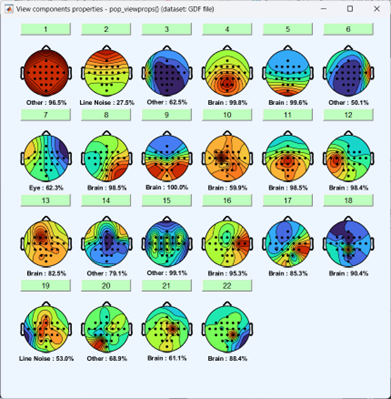 View components properties - pop_viewprops() (dataset: GDF file)
1 2 3 4 5 6
Other : 96.5% Line Noise : 27.5% Other : 62.5% Brain : 99.8% Brain : 99.6% Other : 50.1%
7 8 9 10 11 12
Eye : 62.3% Brain : 98.5% Brain : 100.0% Brain : 59.9% Brain : 98.5% Brain : 98.4%
13 14 15 16 17 18
Brain : 82.5% Other : 79.1% Other : 99.1% Brain : 95.3% Brain : 85.3% Brain : 90.4%
19 20 21 22
Line Noise : 53.0% Other : 68.9% Brain : 61.1% Brain : 88.4%